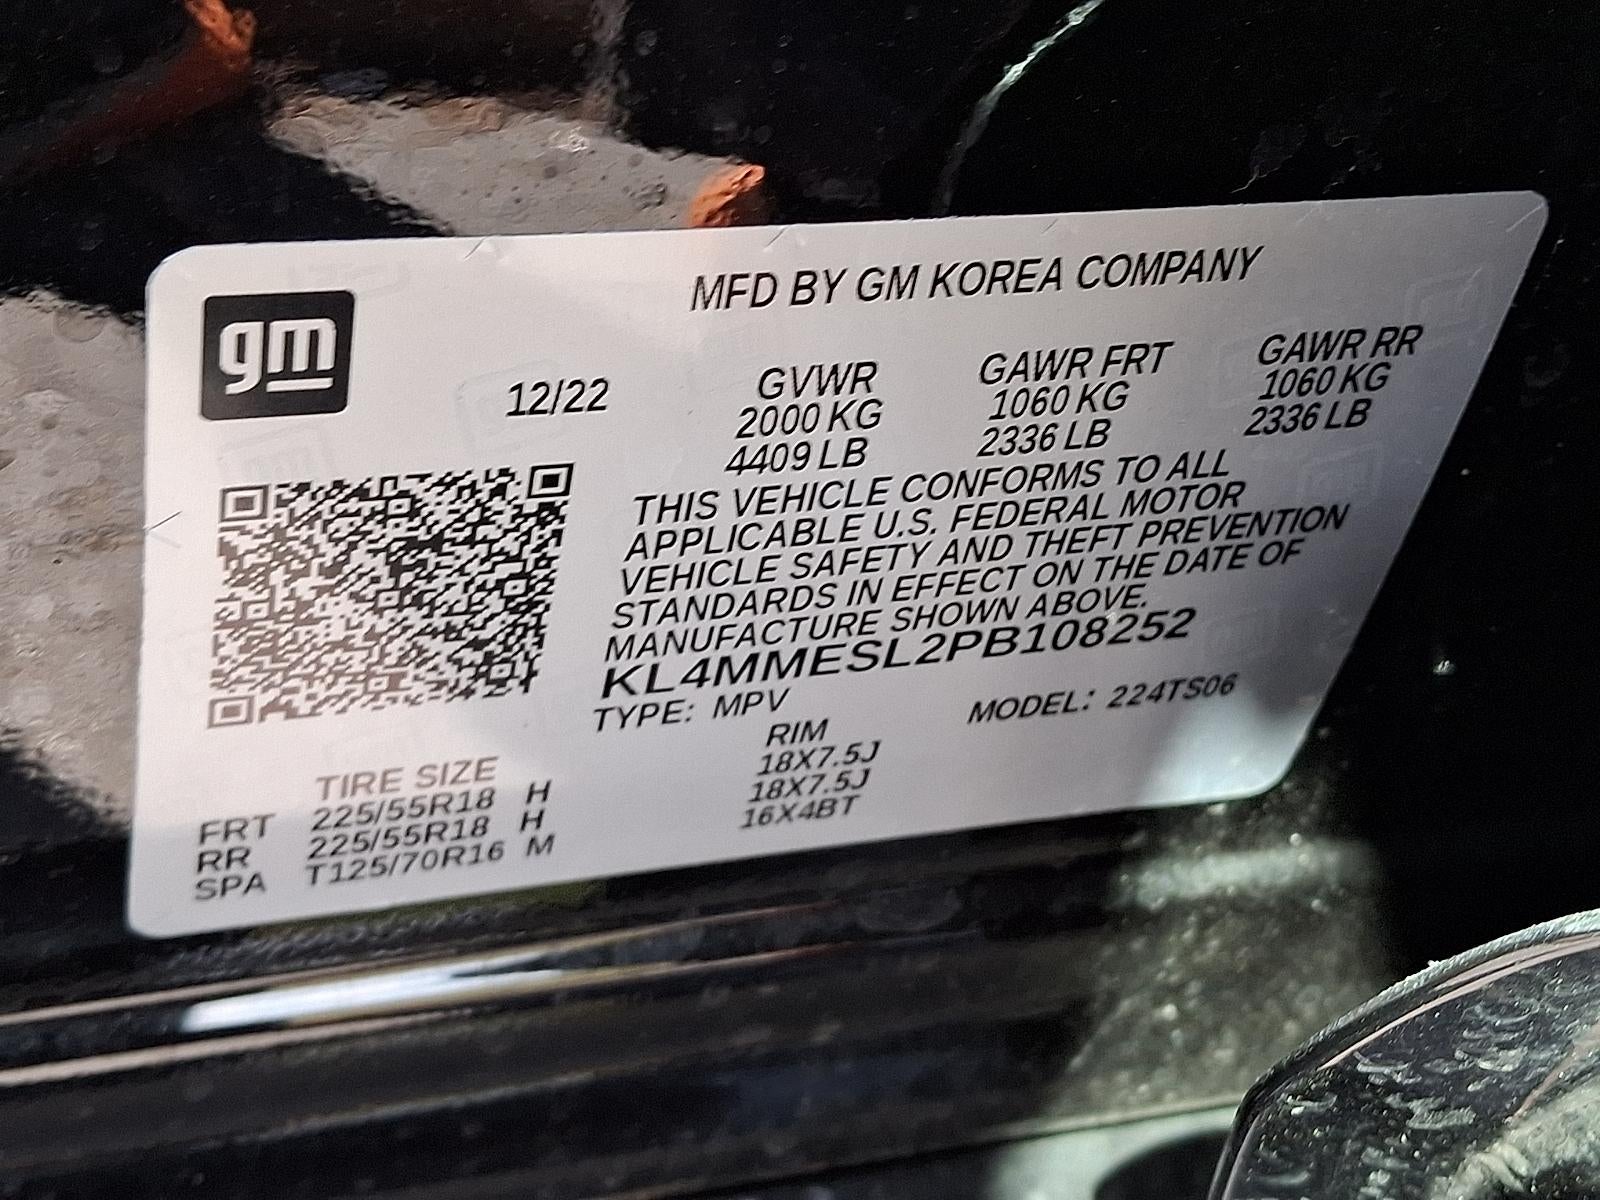 gm
MFD BY GM KOREA COMPANY
12/22
GVWR GAWR FRT GAWR RR
2000 KG 1060 KG 1060 KG
4409 LB 2336 LB 2336 LB
THIS VEHICLE CONFORMS TO ALL
APPLICABLE U.S. FEDERAL MOTOR
VEHICLE SAFETY AND THEFT PREVENTION
STANDARDS IN EFFECT ON THE DATE OF
MANUFACTURE SHOWN ABOVE.
KL4MMESL2PB108252
TYPE: MPV MODEL: 224TS06
TIRE SIZE RIM
FRT 225/55R18 H 18X7.5J
RR 225/55R18 H 18X7.5J
SPA T125/70R16 M 16X4BT